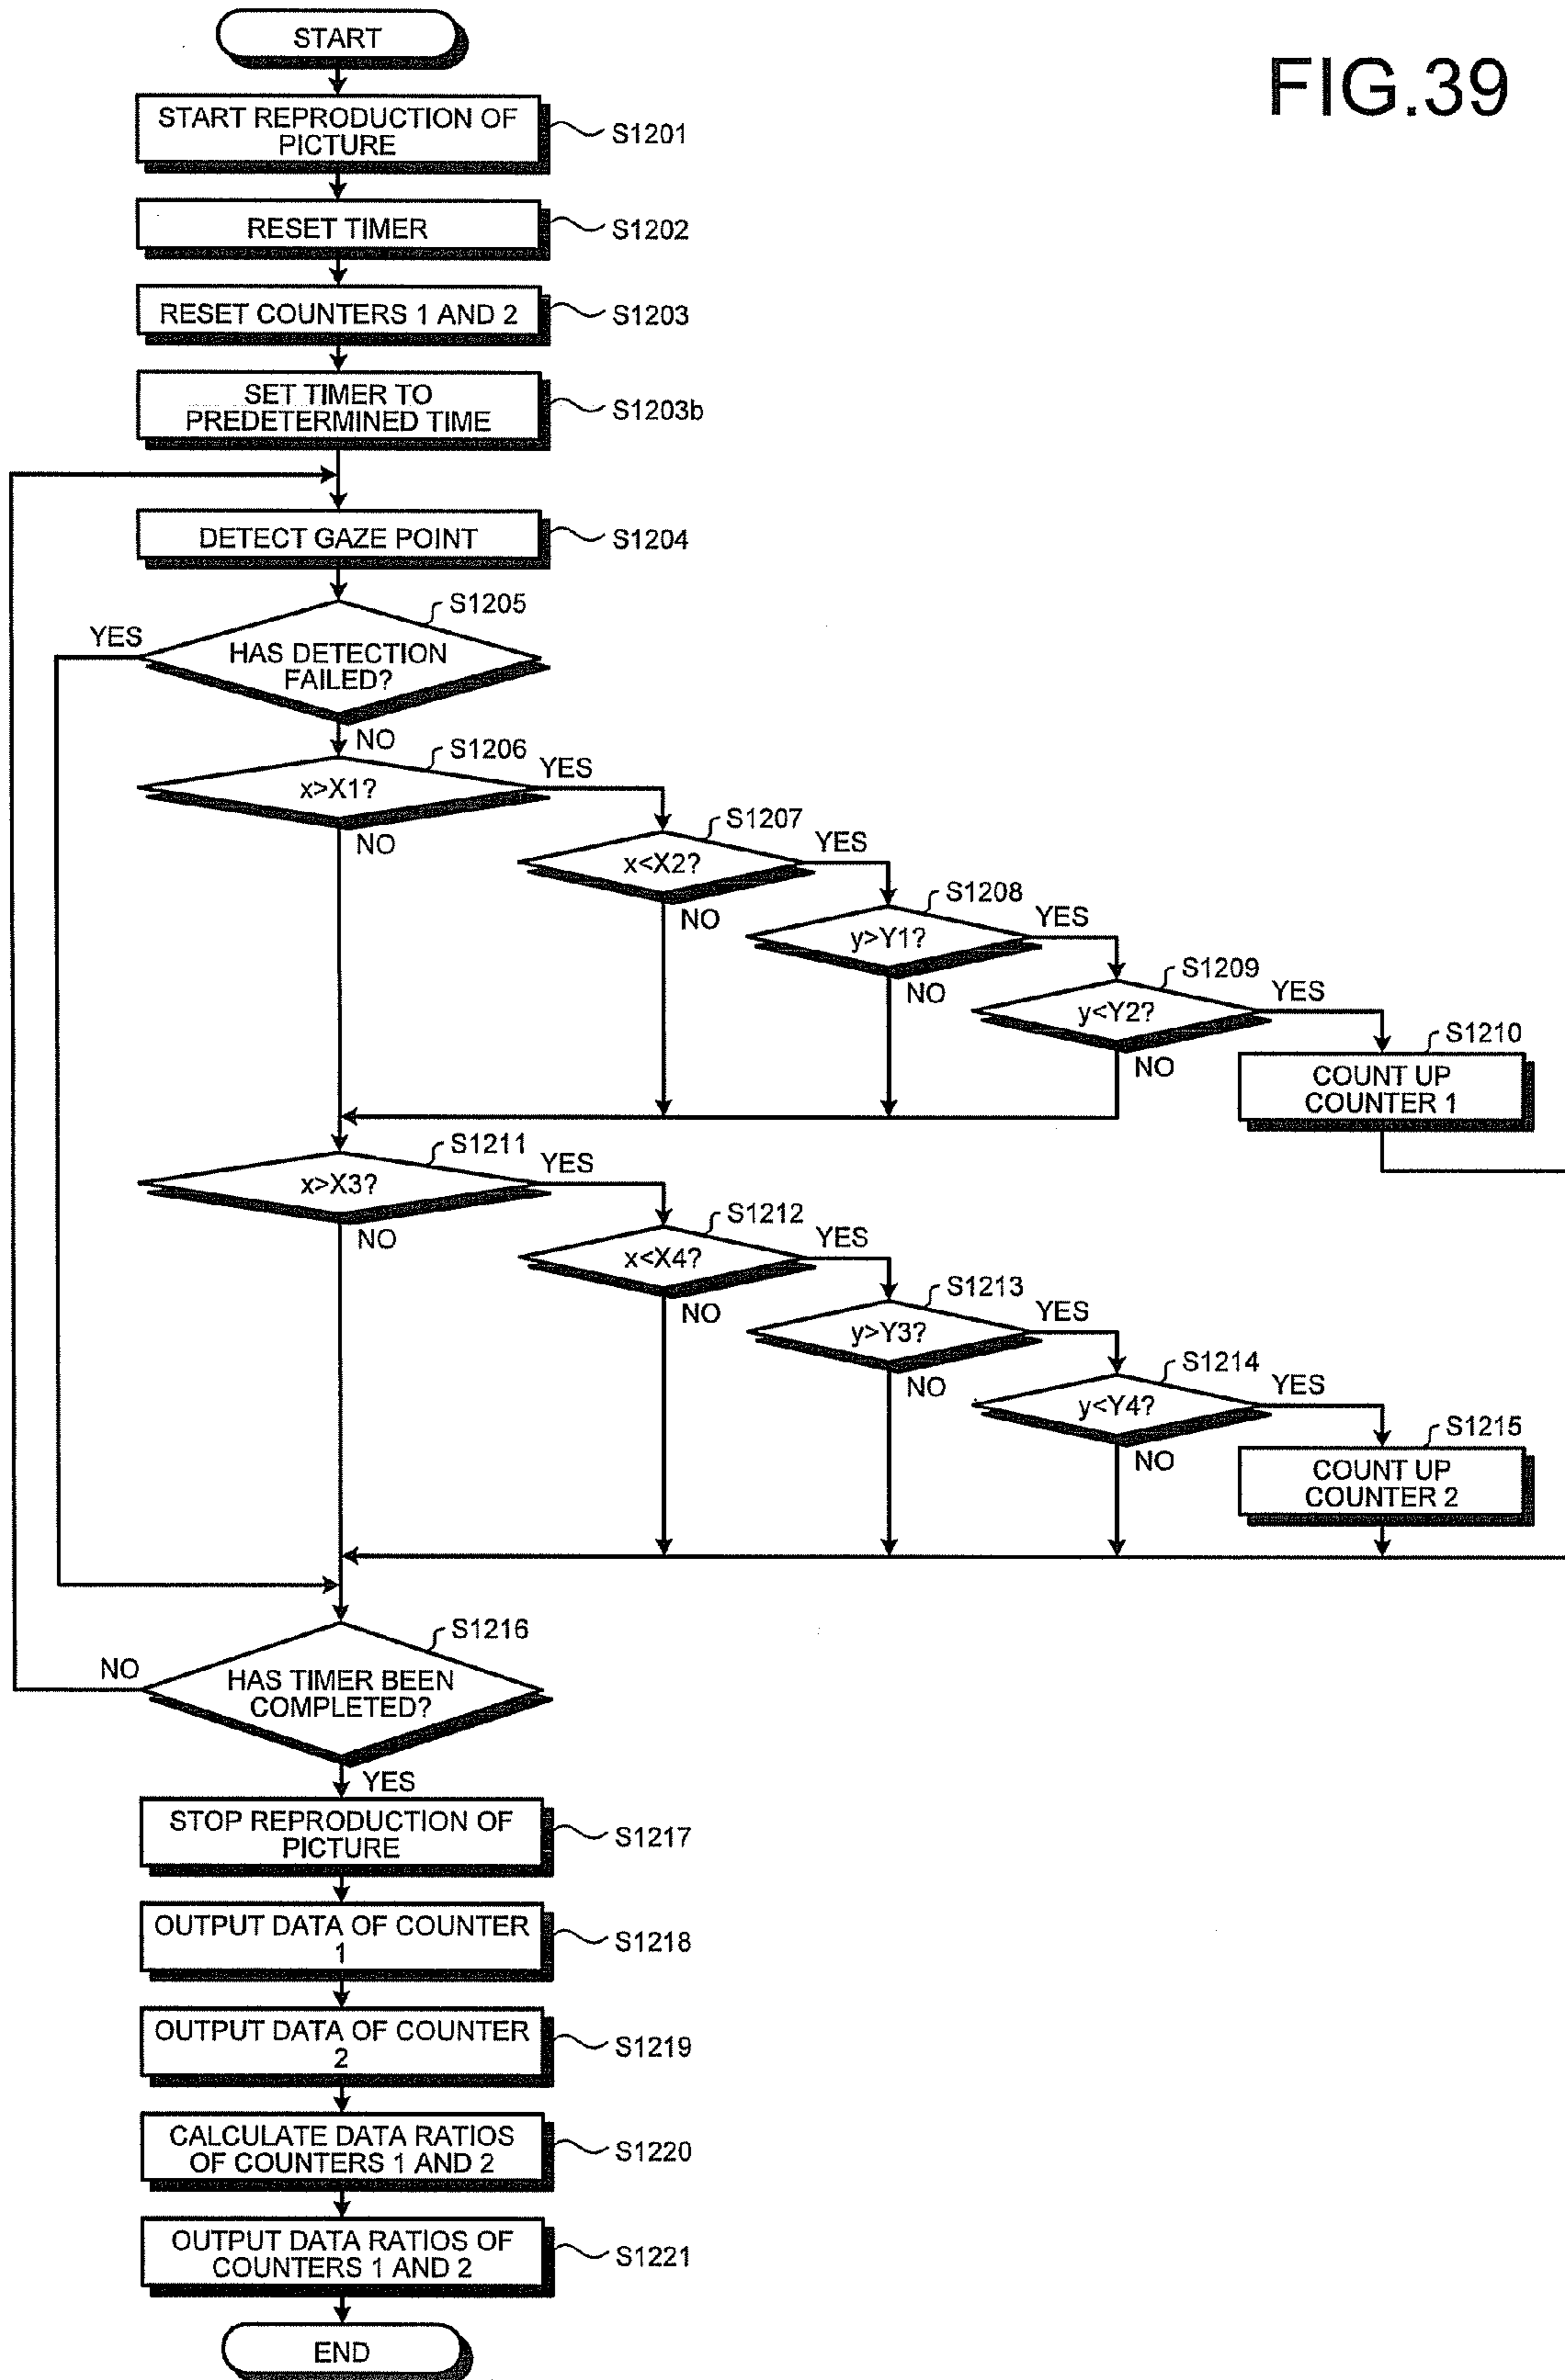 FIG.39
START
START REPRODUCTION OF
PICTURE
S1201
RESET TIMER
S1202
RESET COUNTERS 1 AND 2
S1203
SET TIMER TO
PREDETERMINED TIME
S1203b
DETECT GAZE POINT
S1204
S1205
YES
HAS DETECTION
FAILED?
NO
S1206
x>X1?
YES
NO
S1207
x<X2?
YES
NO
S1208
y>Y1?
YES
NO
S1209
y<Y2?
YES
NO
S1210
COUNT UP
COUNTER 1
S1211
x>X3?
YES
NO
S1212
x<X4?
YES
NO
S1213
y>Y3?
YES
NO
S1214
y<Y4?
YES
NO
S1215
COUNT UP
COUNTER 2
S1216
NO
HAS TIMER BEEN
COMPLETED?
YES
STOP REPRODUCTION OF
PICTURE
S1217
OUTPUT DATA OF COUNTER
1
S1218
OUTPUT DATA OF COUNTER
2
S1219
CALCULATE DATA RATIOS
OF COUNTERS 1 AND 2
S1220
OUTPUT DATA RATIOS OF
COUNTERS 1 AND 2
S1221
END